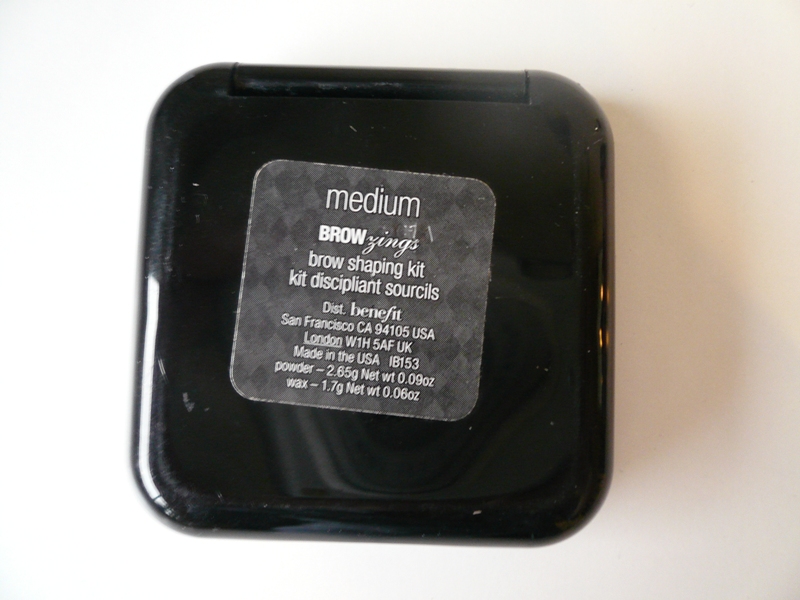 medium
BROWzings
brow shaping kit
kit discipliant sourcils
Dist. benefit
San Francisco CA 94105 USA
London W1H 5AF UK
Made in the USA IB153
powder – 2.65g Net wt 0.09oz
wax – 1.7g Net wt 0.06oz